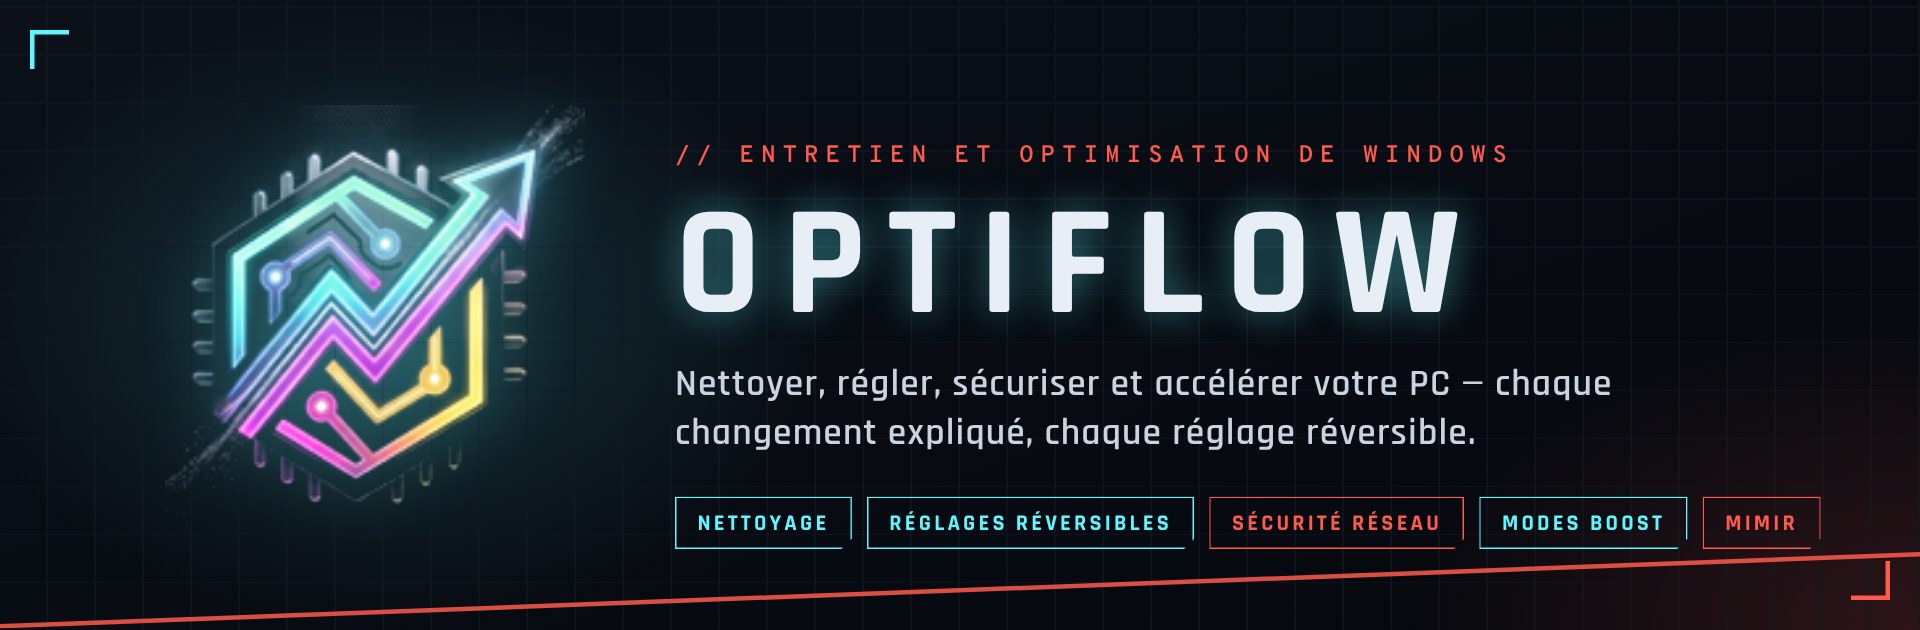 // ENTRETIEN ET OPTIMISATION DE WINDOWS
OPTIFLOW
Nettoyer, régler, sécuriser et accélérer votre PC — chaque
changement expliqué, chaque réglage réversible.
NETTOYAGE RÉGLAGES RÉVERSIBLES SÉCURITÉ RÉSEAU MODES BOOST MIMIR